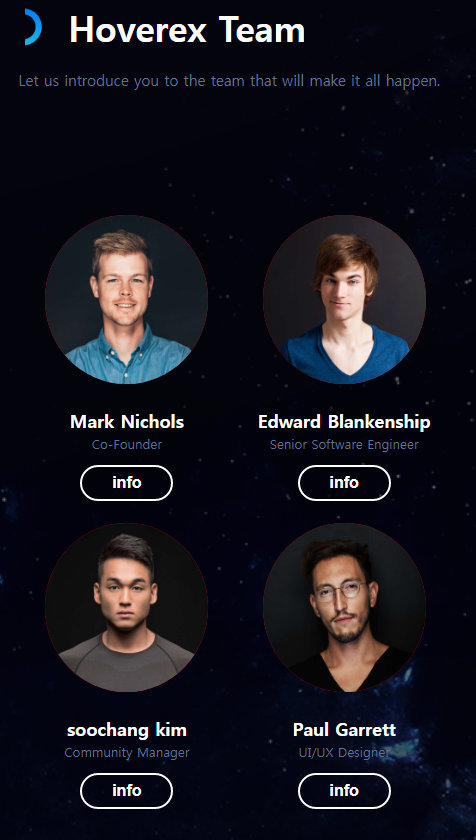 Hoverex Team
Let us introduce you to the team that will make it all happen.
Mark Nichols
Co-Founder
info
Edward Blankenship
Senior Software Engineer
info
soochang kim
Community Manager
info
Paul Garrett
UI/UX Designer
info